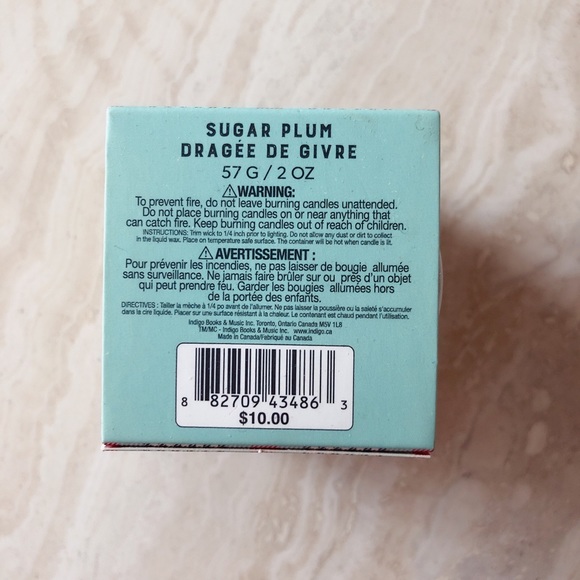 SUGAR PLUM
DRAGÉE DE GIVRE
57 G / 2 OZ
⚠WARNING:
To prevent fire, do not leave burning candles unattended.
Do not place burning candles on or near anything that
can catch fire. Keep burning candles out of reach of children.
INSTRUCTIONS: Trim wick to 1/4 inch prior to lighting. Do not allow any dust or dirt to collect
in the liquid wax. Place on temperature safe surface. The container will be hot when candle is lit.
⚠ AVERTISSEMENT :
Pour prévenir les incendies, ne pas laisser de bougie allumée
sans surveillance. Ne jamais faire brûler sur ou près d'un objet
qui peut prendre féu. Garder les bougies allumées hors
de la portée des enfants.
DIRECTIVES : Tailler la mèche à 1/4 po avant de l'allumer. Ne pas laisser la poussière ou la saleté s'accumuler
dans la cire liquide. Placer sur une surface résistant à la chaleur. Le contenant est chaud pendant l'utilisation.
Indigo Books & Music Inc. Toronto, Ontario Canada M5V 1L8
TM/MC - Indigo Books & Music Inc. www.indigo.ca
Made in Canada/Fabriqué au Canada
8 82709 43486 3
$10.00